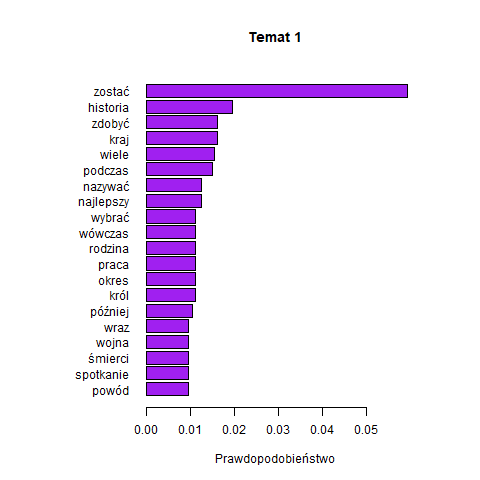 Temat 1
zostać
historia
zdobyć
kraj
wiele
podczas
nazywać
najlepszy
wybrać
wówczas
rodzina
praca
okres
król
później
wraz
wojna
śmierci
spotkanie
powód
0.00 0.01 0.02 0.03 0.04 0.05
Prawdopodobieństwo